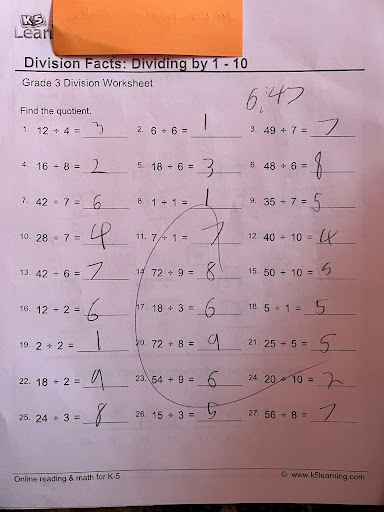 K5
Lear
Division Facts: Dividing by 1 - 10
Grade 3 Division Worksheet
6:47
Find the quotient.
1. 12 ÷ 4 = 3 2. 6 ÷ 6 = 1 3. 49 ÷ 7 = 7
4. 16 ÷ 8 = 2 5. 18 ÷ 6 = 3 6. 48 ÷ 6 = 8
7. 42 ÷ 7 = 6 8. 1 ÷ 1 = 1 9. 35 ÷ 7 = 5
10. 28 ÷ 7 = 4 11. 7 ÷ 1 = 7 12. 40 ÷ 10 = 4
13. 42 ÷ 6 = 7 14. 72 ÷ 9 = 8 15. 50 ÷ 10 = 5
16. 12 ÷ 2 = 6 17. 18 ÷ 3 = 6 18. 5 ÷ 1 = 5
19. 2 ÷ 2 = 1 20. 72 ÷ 8 = 9 21. 25 ÷ 5 = 5
22. 18 ÷ 2 = 9 23. 54 ÷ 9 = 6 24. 20 ÷ 10 = 2
25. 24 ÷ 3 = 8 26. 15 ÷ 3 = 5 27. 56 ÷ 8 = 7
Online reading & math for K-5 © www.k5learning.com